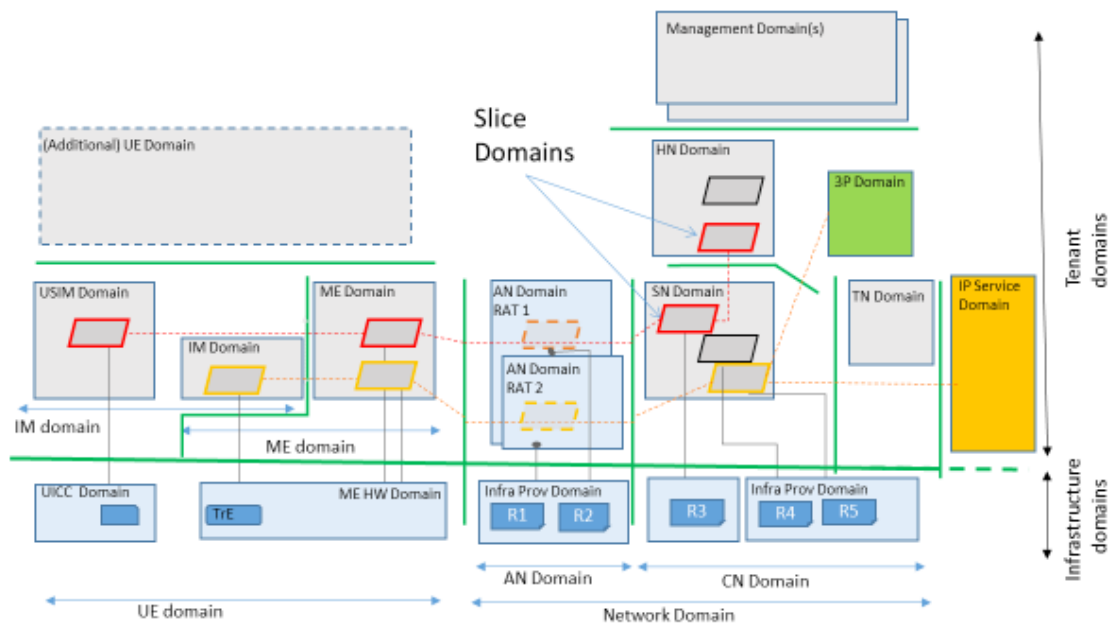 Management Domain(s)
Slice
Domains
(Additional) UE Domain
HN Domain
3P Domain
Tenant
domains
USIM Domain
ME Domain
AN Domain
RAT 1
SN Domain
TN Domain
IP Service
Domain
IM Domain
AN Domain
RAT 2
IM domain
ME domain
UICC Domain
ME HW Domain
TrE
Infra Prov Domain
R1
R2
R3
Infra Prov Domain
R4
R5
Infrastructure
domains
AN Domain
CN Domain
UE domain
Network Domain